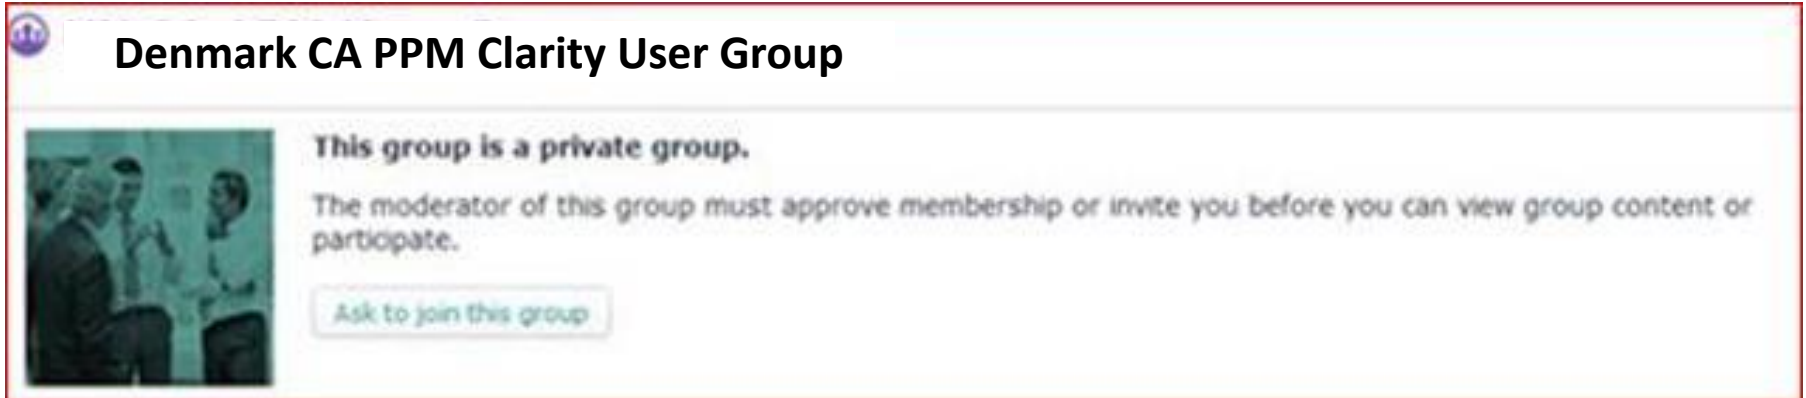 Denmark CA PPM Clarity User Group
This group is a private group.
The moderator of this group must approve membership or invite you before you can view group content or
participate.
Ask to join this group